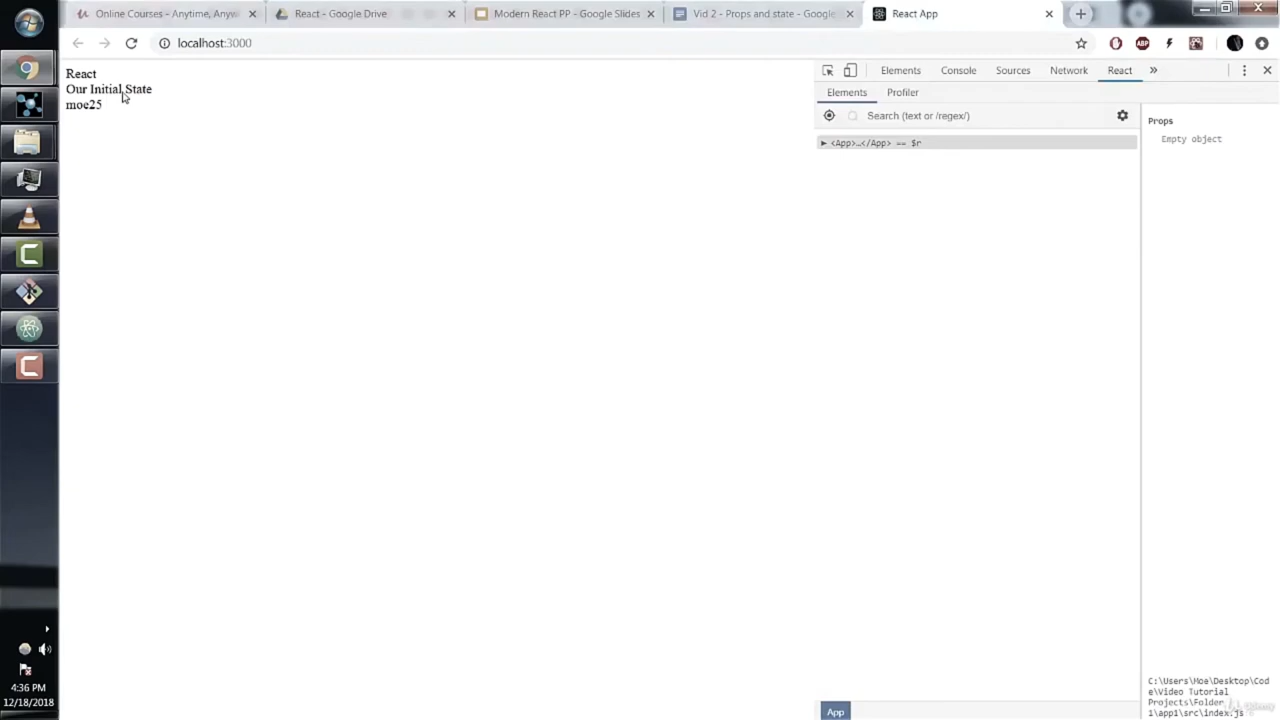 Online Courses - Anytime, Anyw
React - Google Drive
Modern React PP - Google Slides
Vid 2 - Props and state - Google
React App
localhost:3000
ABP
React
Our Initial State
moe25
Elements
Console
Sources
Network
React
Elements
Profiler
Search (text or /regex/)
<App>…</App> == $r
Props
Empty object
App
C:\Users\Moe\Desktop\Cod
e\Video Tutorial
Projects\Folder
1\app1\src\index.js
Udemy
4:36 PM
12/18/2018